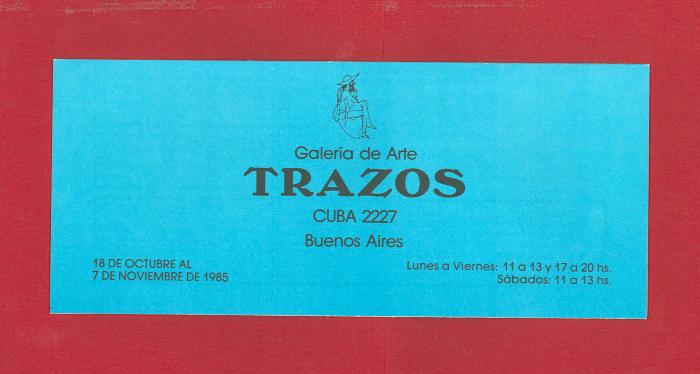 Galería de Arte
TRAZOS
CUBA 2227
Buenos Aires
18 DE OCTUBRE AL
7 DE NOVIEMBRE DE 1985
Lunes a Viernes: 11 a 13 y 17 a 20 hs.
Sábados: 11 a 13 hs.